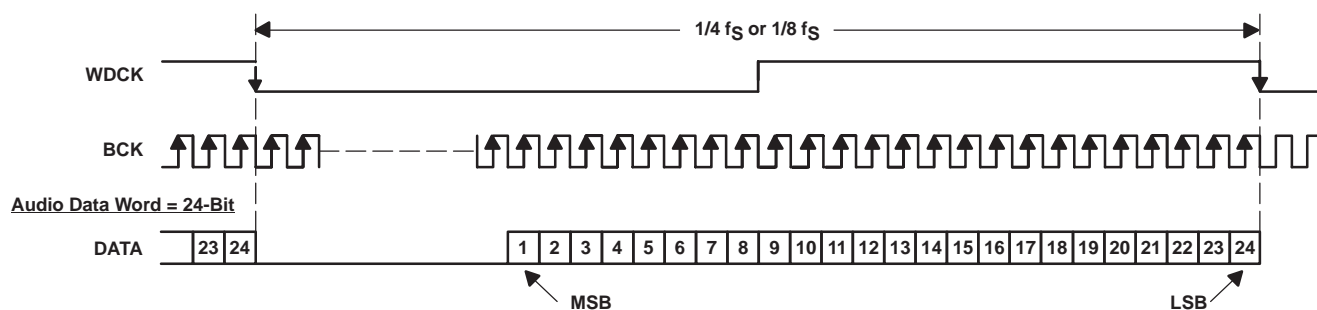 1/4 fS or 1/8 fS
WDCK
BCK
Audio Data Word = 24-Bit
DATA 23 24 1 2 3 4 5 6 7 8 9 10 11 12 13 14 15 16 17 18 19 20 21 22 23 24
MSB LSB